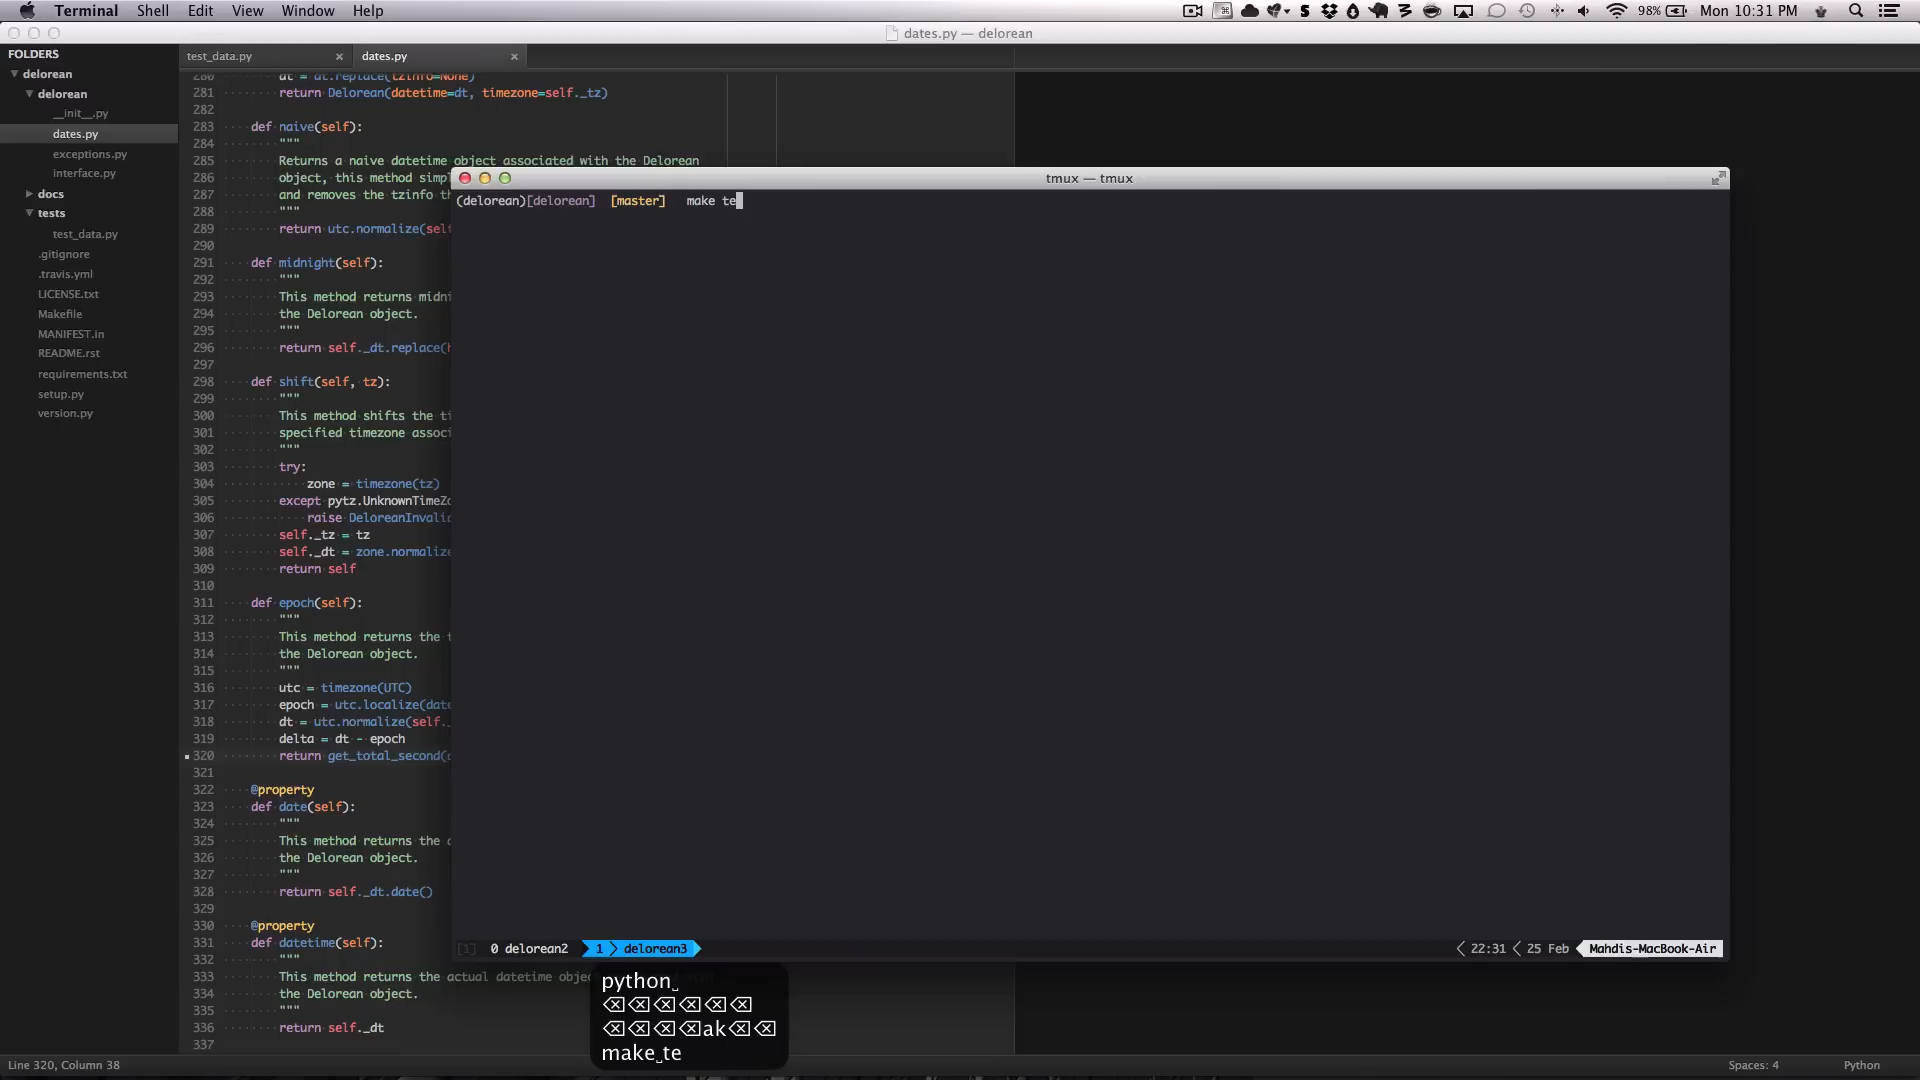 Terminal Shell Edit View Window Help 98% Mon 10:31 PM
dates.py — delorean
FOLDERS
delorean
delorean
__init__.py
dates.py
exceptions.py
interface.py
docs
tests
test_data.py
.gitignore
.travis.yml
LICENSE.txt
Makefile
MANIFEST.in
README.rst
requirements.txt
setup.py
version.py
test_data.py dates.py
280 dt = dt.replace(tzinfo=None)
281 return Delorean(datetime=dt, timezone=self._tz)
282
283 def naive(self):
284 """
285 Returns a naive datetime object associated with the Delorean
286 object, this method simp
287 and removes the tzinfo th
288 """
289 return utc.normalize(self
290
291 def midnight(self):
292 """
293 This method returns midni
294 the Delorean object.
295 """
296 return self._dt.replace(h
297
298 def shift(self, tz):
299 """
300 This method shifts the ti
301 specified timezone associ
302 """
303 try:
304 zone = timezone(tz)
305 except pytz.UnknownTimeZo
306 raise DeloreanInvalid
307 self._tz = tz
308 self._dt = zone.normalize
309 return self
310
311 def epoch(self):
312 """
313 This method returns the t
314 the Delorean object.
315 """
316 utc = timezone(UTC)
317 epoch = utc.localize(date
318 dt = utc.normalize(self._
319 delta = dt - epoch
320 return get_total_second(
321
322 @property
323 def date(self):
324 """
325 This method returns the a
326 the Delorean object.
327 """
328 return self._dt.date()
329
330 @property
331 def datetime(self):
332 """
333 This method returns the actual datetime objec
334 the Delorean object.
335 """
336 return self._dt
337
tmux — tmux
(delorean)[delorean] [master] make te
[1] 0 delorean2 1 delorean3 22:31 25 Feb Mahdis-MacBook-Air
python␣
⌫⌫⌫⌫⌫⌫
⌫⌫⌫⌫ak⌫⌫
make␣te
Line 320, Column 38 Spaces: 4 Python